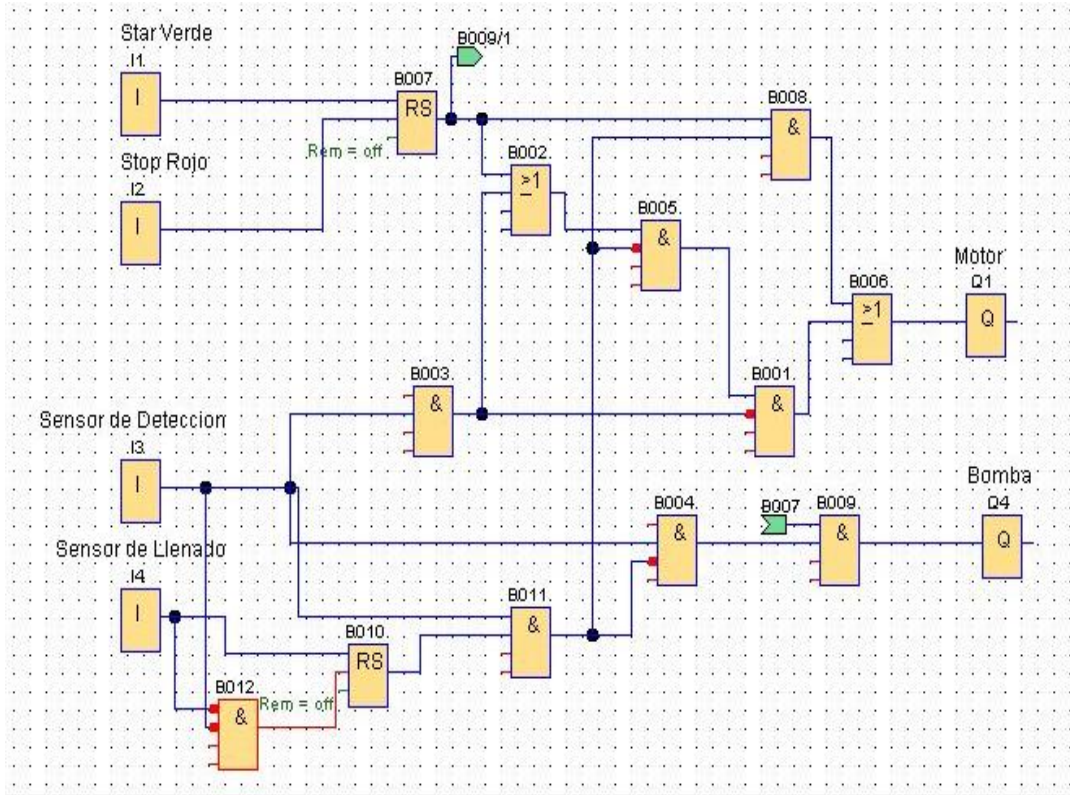 Star Verde
I1
I
B007
RS
Rem = off
B009/1
B008
&
Stop Rojo
I2
I
B002
>1
B005
&
Motor
B006
>1
Q1
Q
B003
&
B001
&
Sensor de Deteccion
I3
I
B004
&
B007
B009
&
Bomba
Q4
Q
Sensor de Llenado
I4
I
B011
&
B010
RS
Rem = off
B012
&